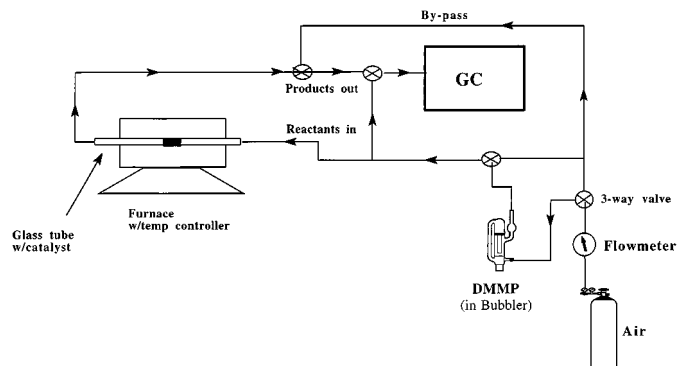 By-pass
GC
Products out
Reactants in
3-way valve
Glass tube
w/catalyst
Furnace
w/temp controller
Flowmeter
DMMP
(in Bubbler)
Air